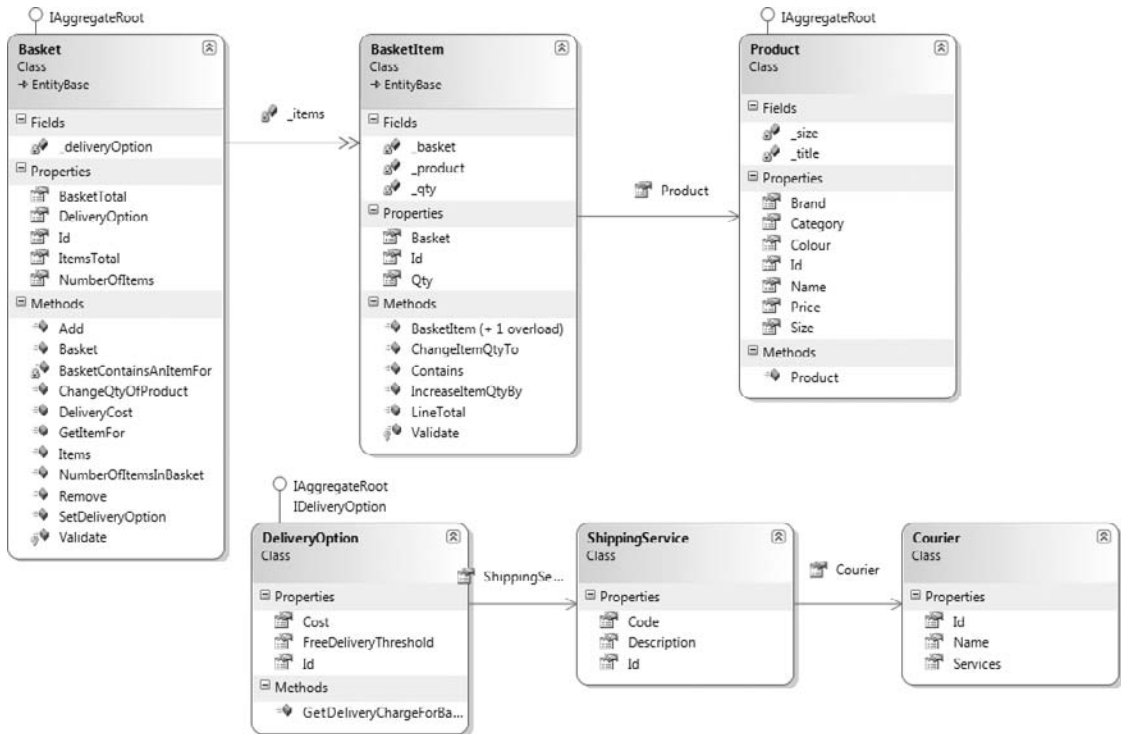 IAggregateRoot
Basket
Class
EntityBase
Fields
_deliveryOption
Properties
BasketTotal
DeliveryOption
Id
ItemsTotal
NumberOfItems
Methods
Add
Basket
BasketContainsAnItemFor
ChangeQtyOfProduct
DeliveryCost
GetItemFor
Items
NumberOfItemsInBasket
Remove
SetDeliveryOption
Validate
_items
BasketItem
Class
EntityBase
Fields
_basket
_product
_qty
Properties
Basket
Id
Qty
Methods
BasketItem (+ 1 overload)
ChangeItemQtyTo
Contains
IncreaseItemQtyBy
LineTotal
Validate
Product
IAggregateRoot
Product
Class
Fields
_size
_title
Properties
Brand
Category
Colour
Id
Name
Price
Size
Methods
Product
IAggregateRoot
IDeliveryOption
DeliveryOption
Class
Properties
Cost
FreeDeliveryThreshold
Id
Methods
GetDeliveryChargeForBa...
ShippingSe...
ShippingService
Class
Properties
Code
Description
Id
Courier
Courier
Class
Properties
Id
Name
Services